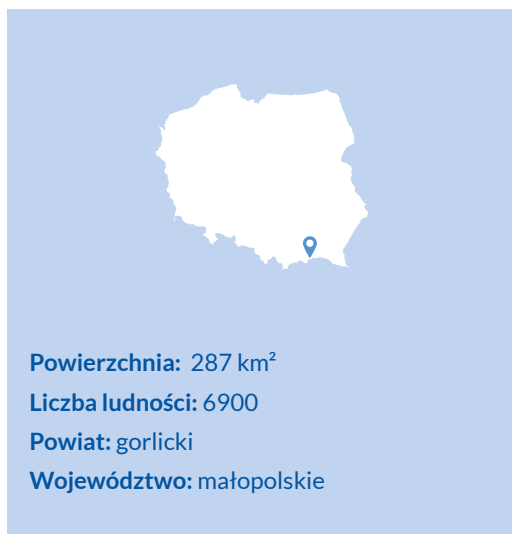 Powierzchnia: 287 km²
Liczba ludności: 6900
Powiat: gorlicki
Województwo: małopolskie